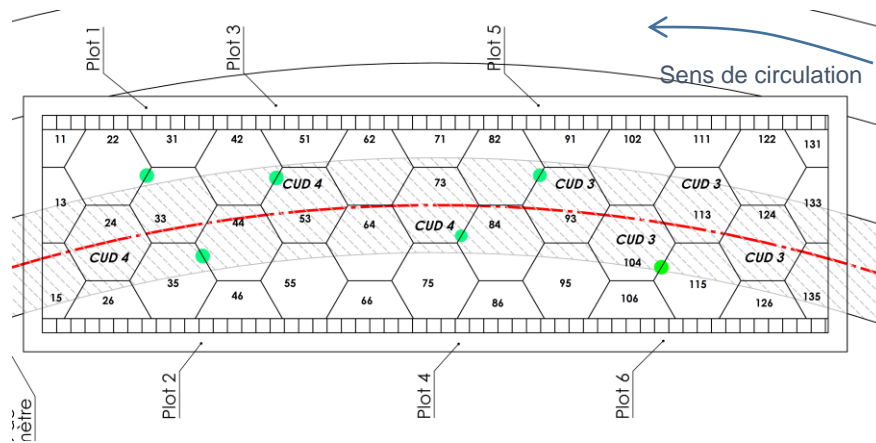 Plot 1
Plot 3
Plot 5
Sens de circulation
11 22 31 42 51 62 71 82 91 102 111 122 131
CUD 4 73 CUD 3 CUD 3
13 24 33 44 53 64 CUD 4 84 93 113 124 133
CUD 3
CUD 4 104 CUD 3
15 26 35 46 55 66 75 86 95 106 115 126 135
Plot 2
Plot 4
Plot 6
mètre